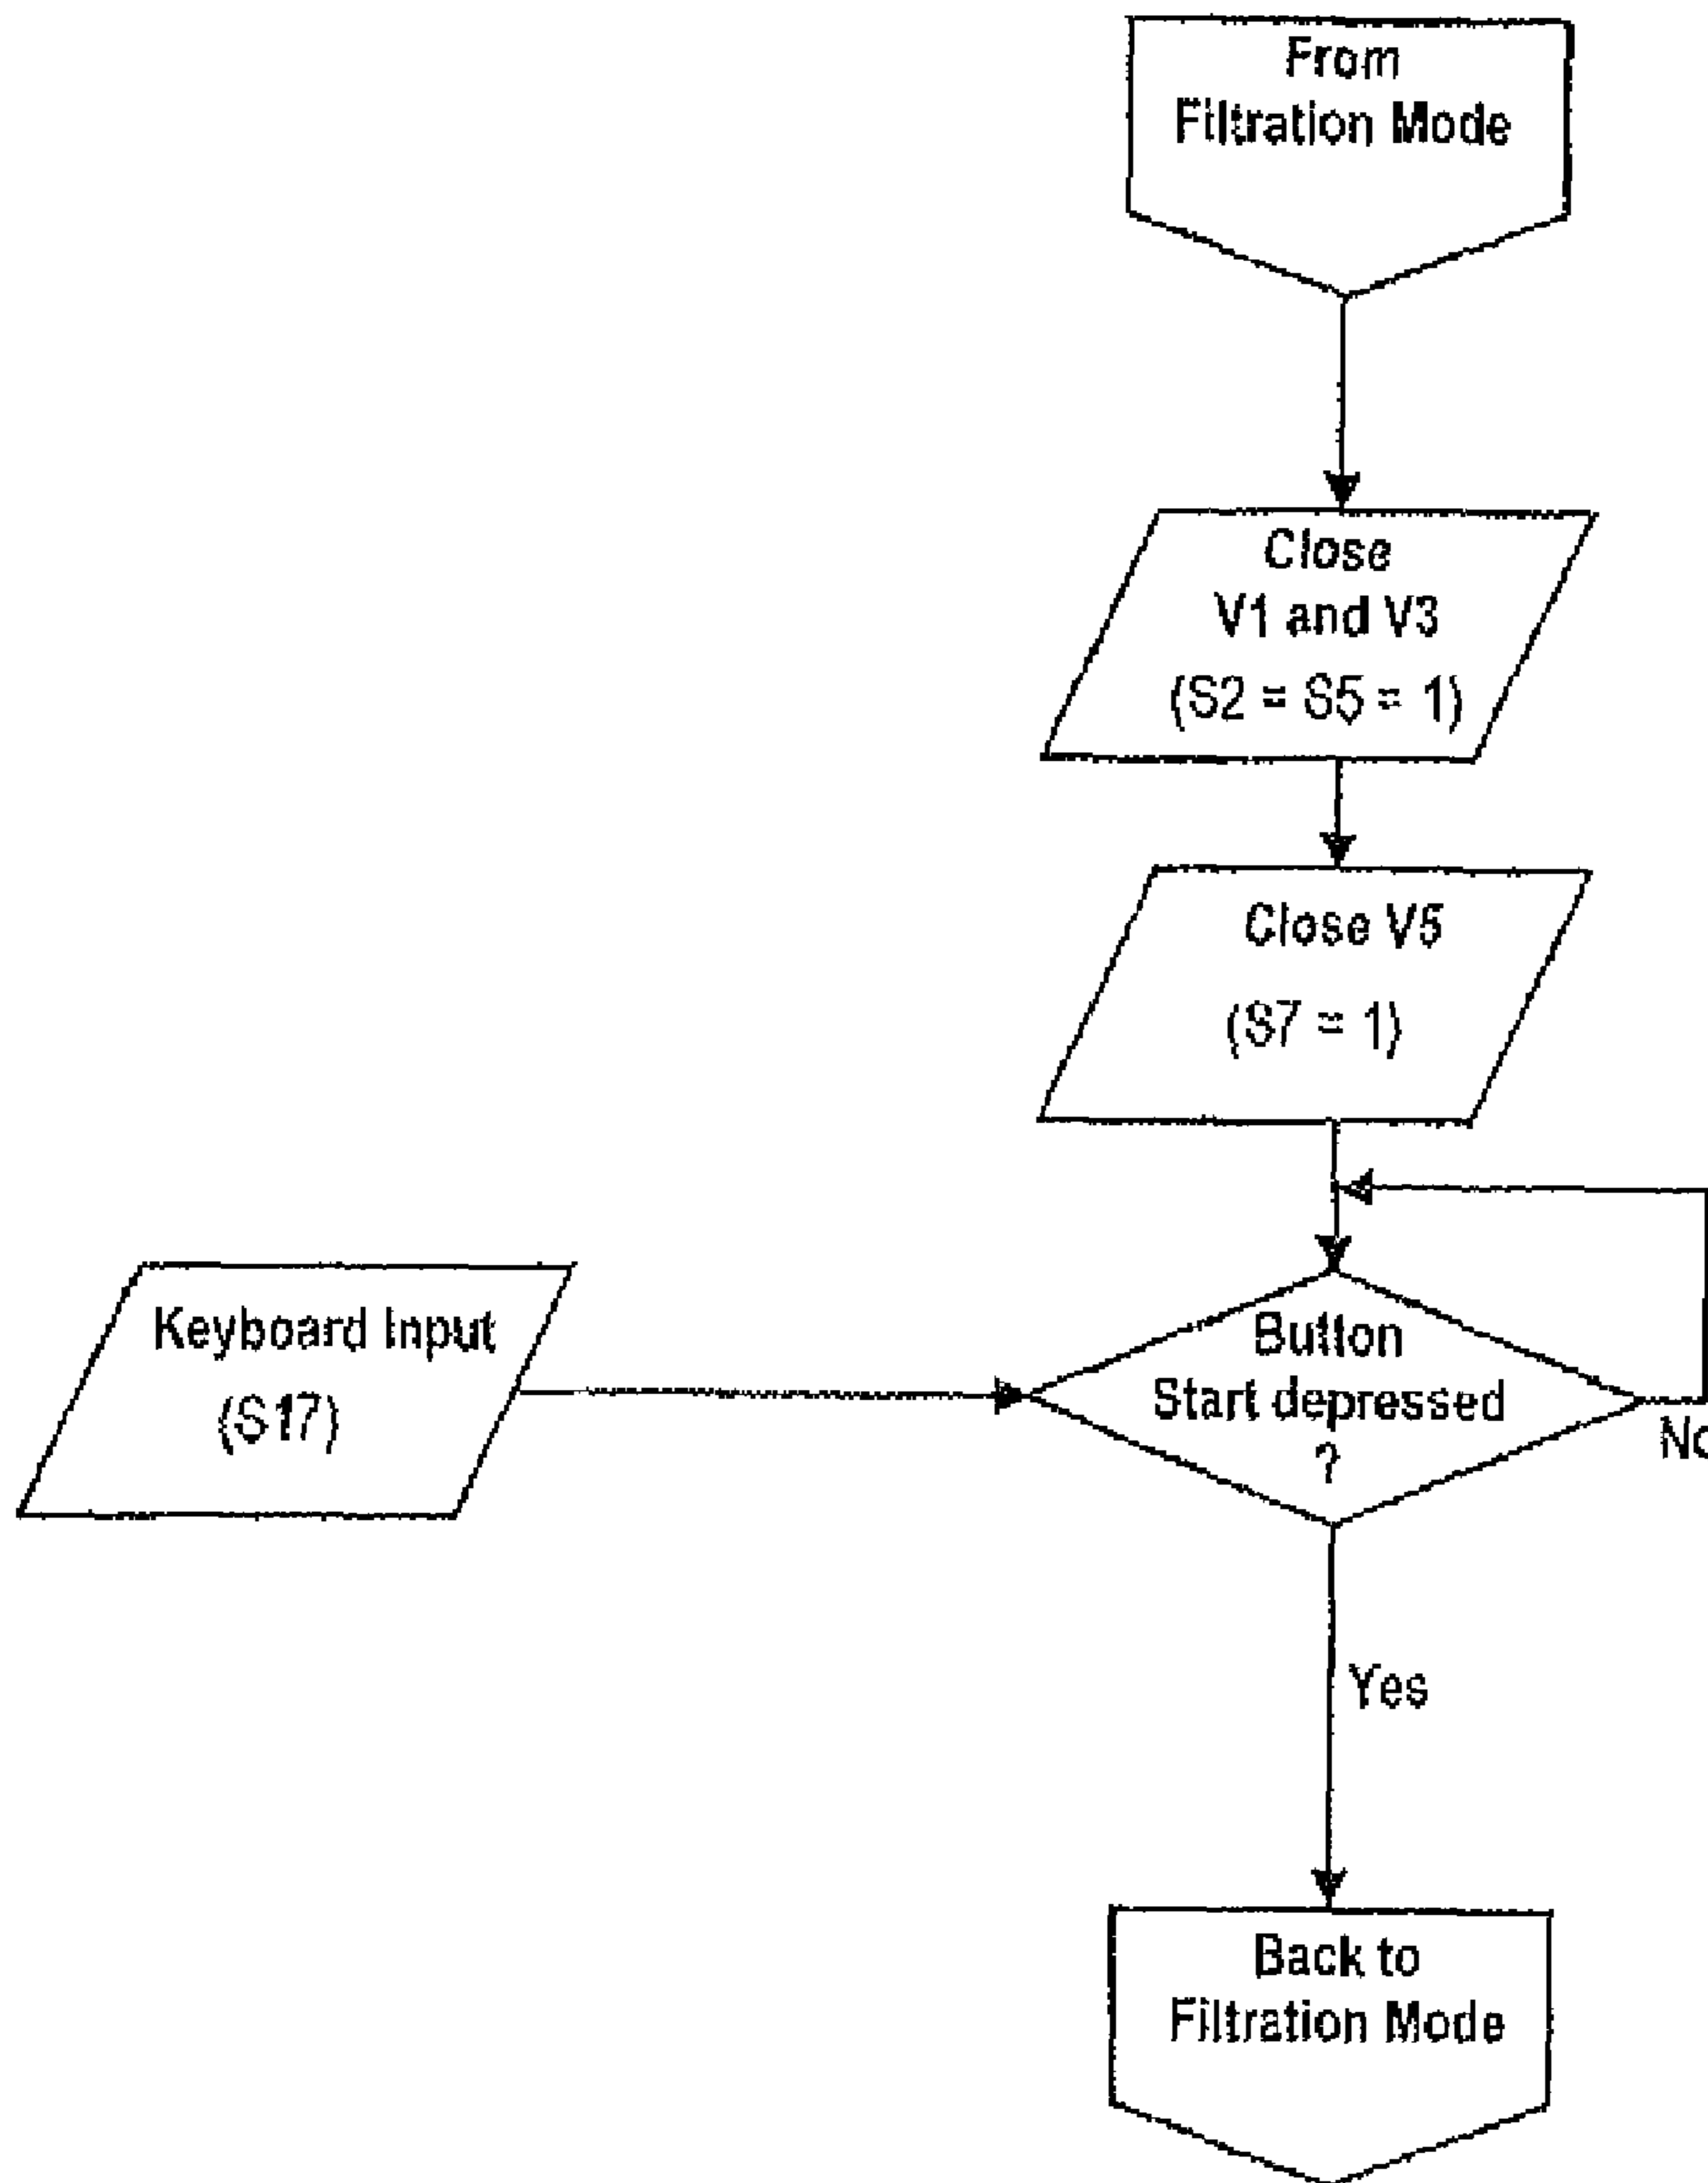 From
Filtration Mode
Close
V1 and V3
(S2 = S5 = 1)
Close V5
(S7 = 1)
Keyboard Input
(S17)
Button
Start depressed
?
No
Yes
Back to
Filtration Mode